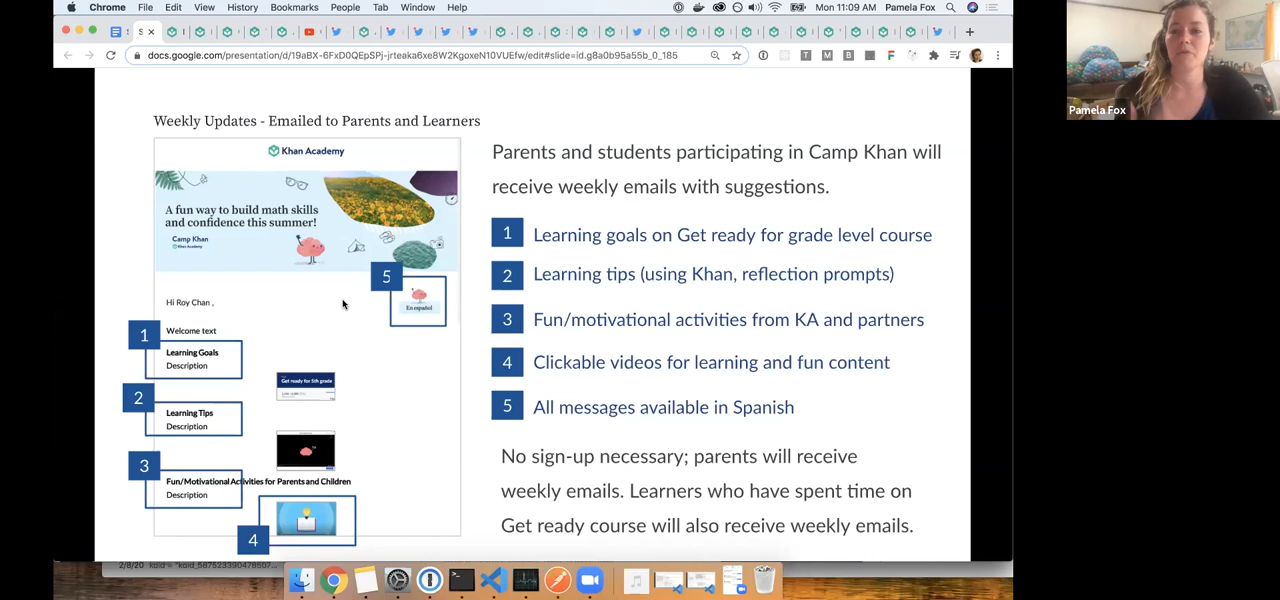 Chrome File Edit View History Bookmarks People Tab Window Help
Mon 11:09 AM Pamela Fox
docs.google.com/presentation/d/19aBX-6FxD0QEpSPj-jrteaka6xe8W2KgoxeN10VUEfw/edit#slide=id.g8a0b95a55b_0_185
Pamela Fox
Weekly Updates - Emailed to Parents and Learners
Khan Academy
A fun way to build math skills
and confidence this summer!
Camp Khan
Khan Academy
5
En español
Hi Roy Chan ,
Welcome text
1
Learning Goals
Description
Get ready for 5th grade
2
Learning Tips
Description
3
Fun/Motivational Activities for Parents and Children
Description
4
Parents and students participating in Camp Khan will
receive weekly emails with suggestions.
1 Learning goals on Get ready for grade level course
2 Learning tips (using Khan, reflection prompts)
3 Fun/motivational activities from KA and partners
4 Clickable videos for learning and fun content
5 All messages available in Spanish
No sign-up necessary; parents will receive
weekly emails. Learners who have spent time on
Get ready course will also receive weekly emails.
2/8/20 kaid = "kaid_587523390478507...